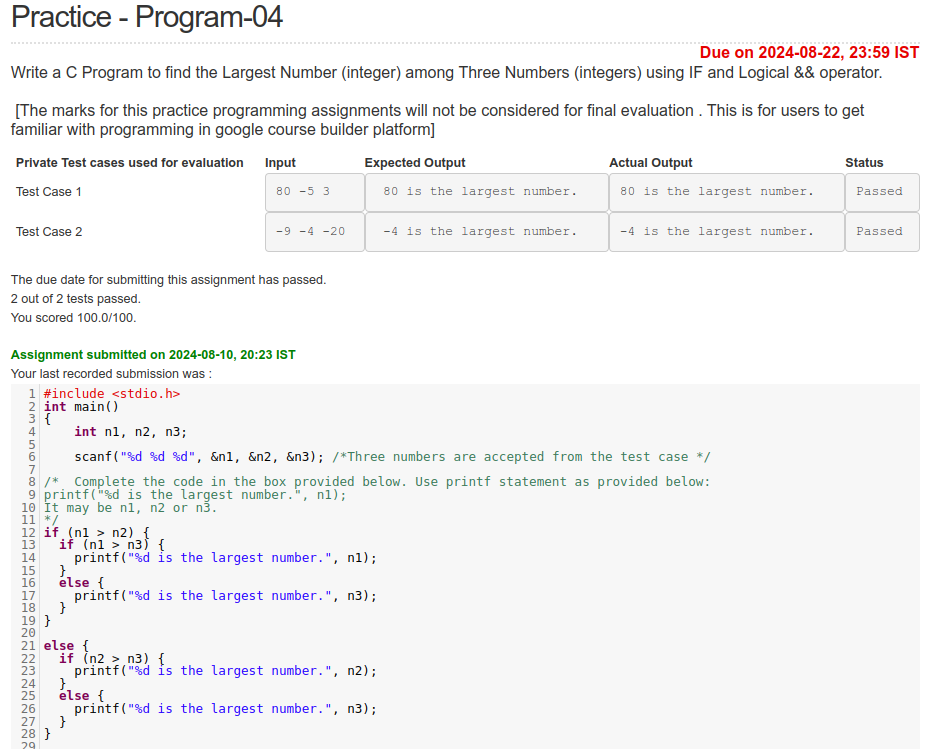 Practice - Program-04
Due on 2024-08-22, 23:59 IST
Write a C Program to find the Largest Number (integer) among Three Numbers (integers) using IF and Logical && operator.
[The marks for this practice programming assignments will not be considered for final evaluation . This is for users to get
familiar with programming in google course builder platform]
Private Test cases used for evaluation Input Expected Output Actual Output Status
Test Case 1 80 -5 3 80 is the largest number. 80 is the largest number. Passed
Test Case 2 -9 -4 -20 -4 is the largest number. -4 is the largest number. Passed
The due date for submitting this assignment has passed.
2 out of 2 tests passed.
You scored 100.0/100.
Assignment submitted on 2024-08-10, 20:23 IST
Your last recorded submission was :
1 #include <stdio.h>
2 int main()
3 {
4     int n1, n2, n3;
5
6     scanf("%d %d %d", &n1, &n2, &n3); /*Three numbers are accepted from the test case */
7
8 /*  Complete the code in the box provided below. Use printf statement as provided below:
9 printf("%d is the largest number.", n1);
10 It may be n1, n2 or n3.
11 */
12 if (n1 > n2) {
13   if (n1 > n3) {
14     printf("%d is the largest number.", n1);
15   }
16   else {
17     printf("%d is the largest number.", n3);
18   }
19 }
20
21 else {
22   if (n2 > n3) {
23     printf("%d is the largest number.", n2);
24   }
25   else {
26     printf("%d is the largest number.", n3);
27   }
28 }
29